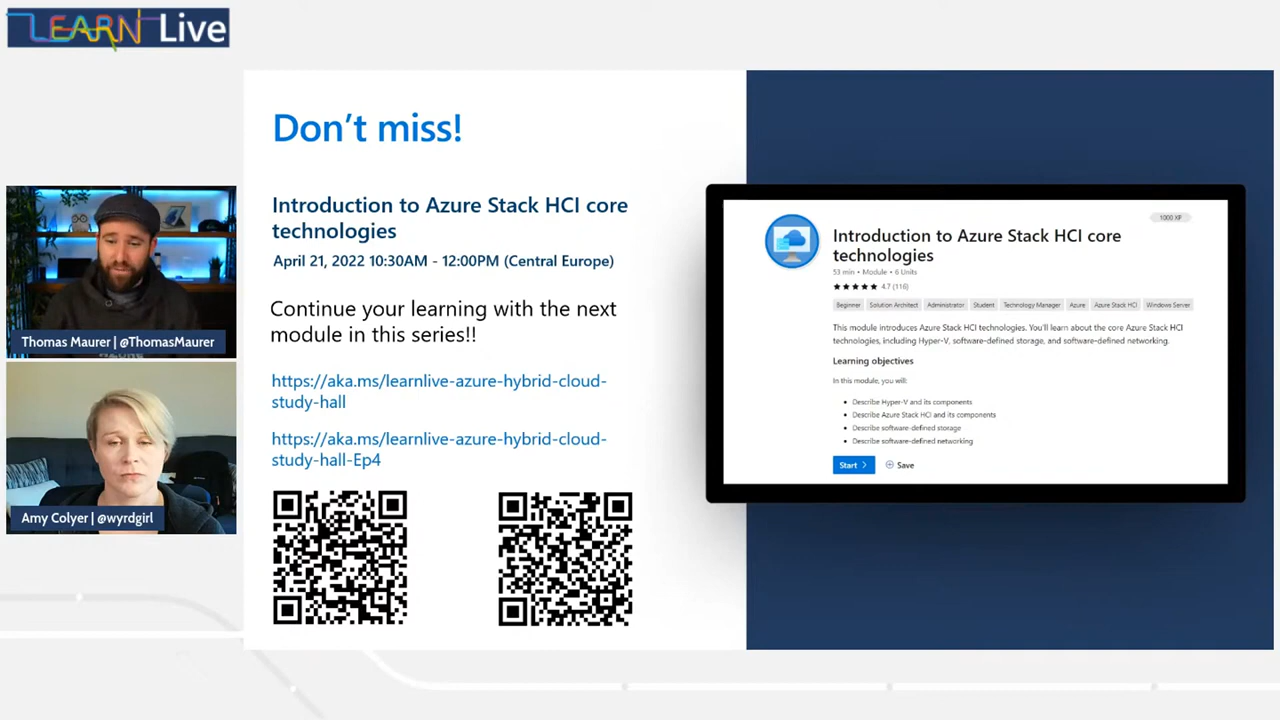 LEARN Live
Don't miss!
Introduction to Azure Stack HCI core
technologies
April 21, 2022 10:30AM - 12:00PM (Central Europe)
Continue your learning with the next
module in this series!!
https://aka.ms/learnlive-azure-hybrid-cloud-
study-hall
https://aka.ms/learnlive-azure-hybrid-cloud-
study-hall-Ep4
Thomas Maurer | @ThomasMaurer
Amy Colyer | @wyrdgirl
1000 XP
Introduction to Azure Stack HCI core
technologies
53 min • Module • 6 Units
4.7 (116)
Beginner Solution Architect Administrator Student Technology Manager Azure Azure Stack HCI Windows Server
This module introduces Azure Stack HCI technologies. You'll learn about the core Azure Stack HCI
technologies, including Hyper-V, software-defined storage, and software-defined networking.
Learning objectives
In this module, you will:
• Describe Hyper-V and its components
• Describe Azure Stack HCI and its components
• Describe software-defined storage
• Describe software-defined networking
Start > Save